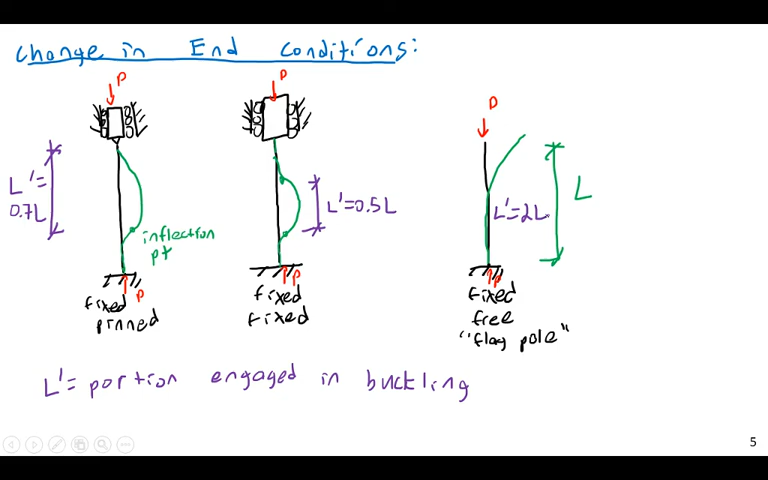 Change in End Conditions:
P
P
P
L'=
0.7L
L'=0.5L
L'=2L
L
inflection
pt
P
P
P
fixed
pinned
fixed
fixed
fixed
free
"flag pole"
L'= portion engaged in buckling
5